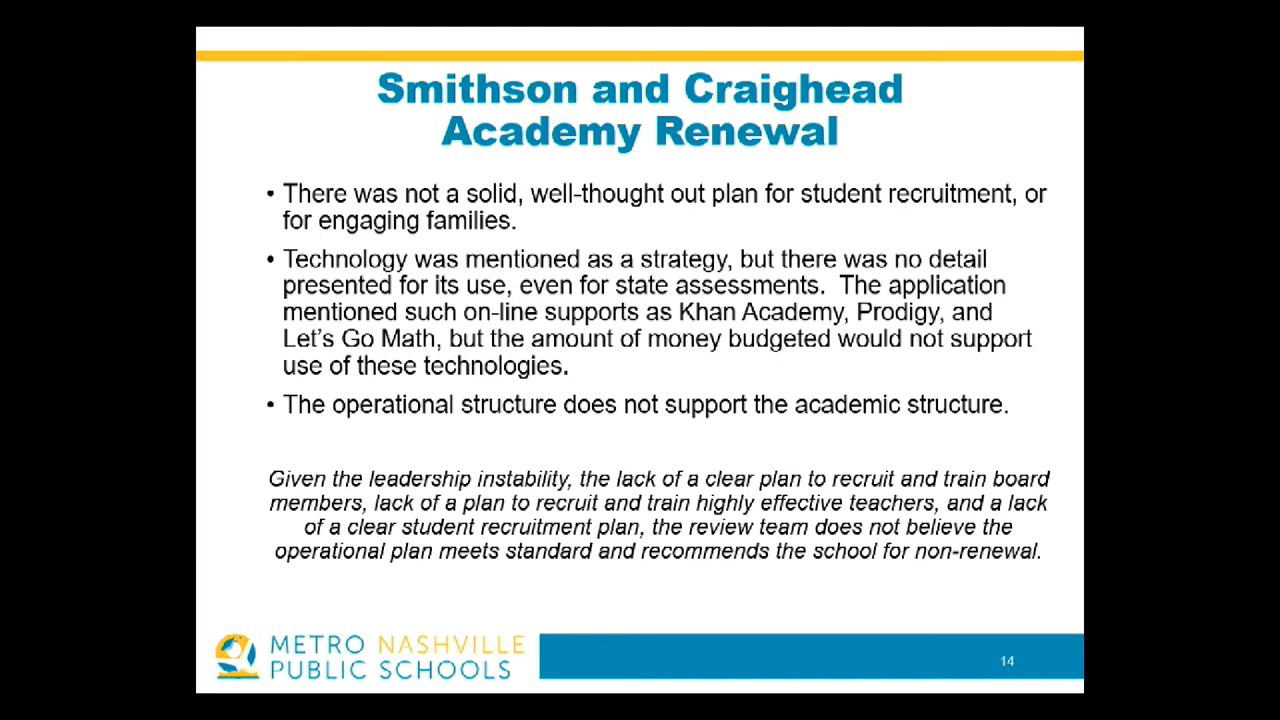 Smithson and Craighead
Academy Renewal
• There was not a solid, well-thought out plan for student recruitment, or
for engaging families.
• Technology was mentioned as a strategy, but there was no detail
presented for its use, even for state assessments.  The application
mentioned such on-line supports as Khan Academy, Prodigy, and
Let's Go Math, but the amount of money budgeted would not support
use of these technologies.
• The operational structure does not support the academic structure.
Given the leadership instability, the lack of a clear plan to recruit and train board
members, lack of a plan to recruit and train highly effective teachers, and a lack
of a clear student recruitment plan, the review team does not believe the
operational plan meets standard and recommends the school for non-renewal.
METRO NASHVILLE
PUBLIC SCHOOLS
14